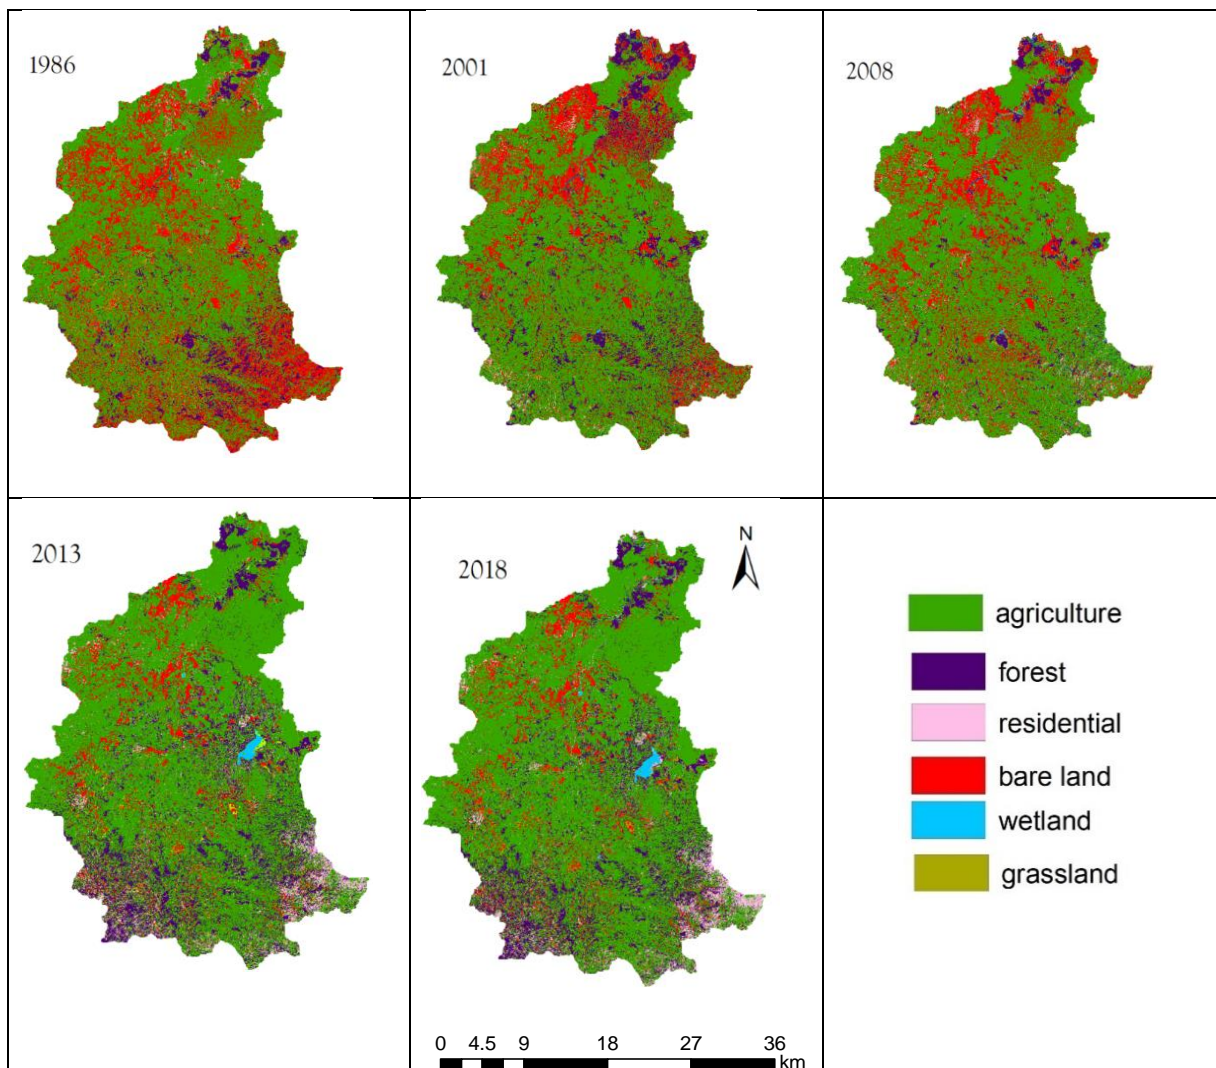 1986
2001
2008
2013
2018
N
agriculture
forest
residential
bare land
wetland
grassland
0 4.5 9 18 27 36
km